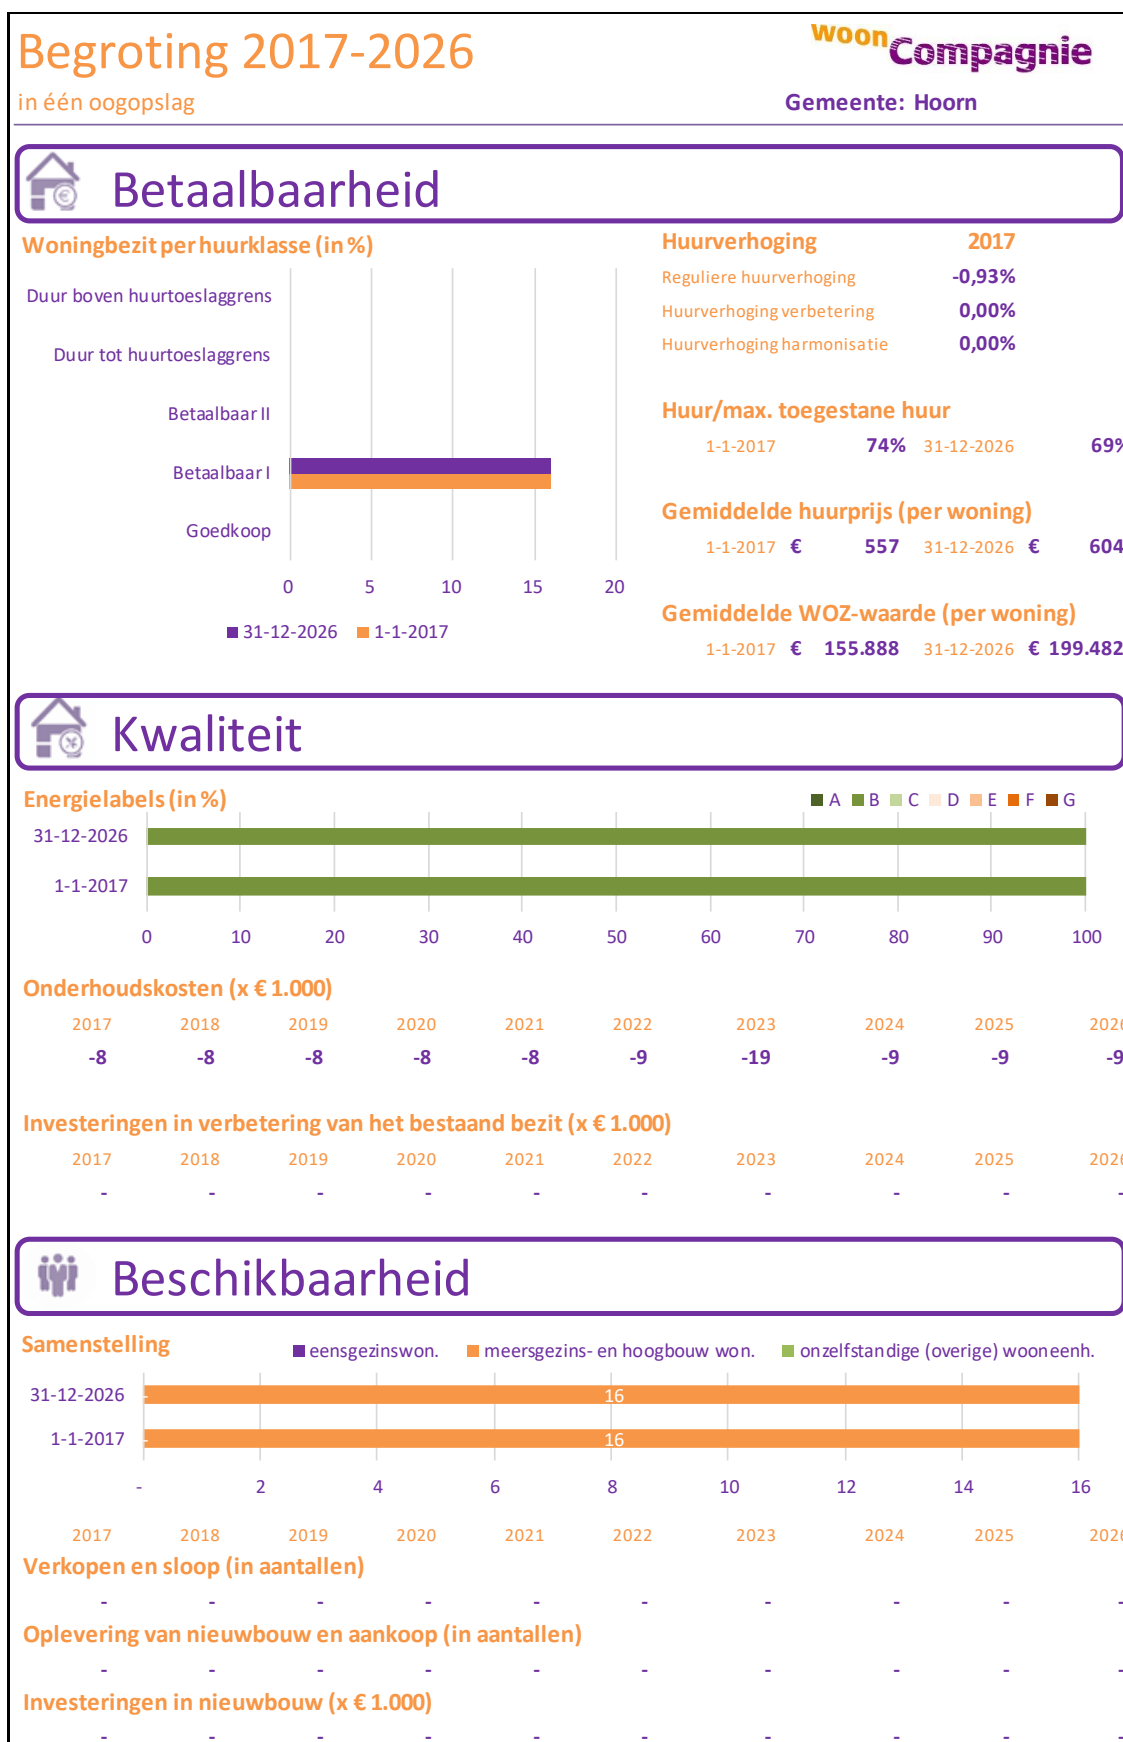 Begroting 2017-2026
woonCompagnie
in één oogopslag
Gemeente: Hoorn
Betaalbaarheid
Woningbezit per huurklasse (in %)
Duur boven huurtoeslaggrens
Duur tot huurtoeslaggrens
Betaalbaar II
Betaalbaar I
Goedkoop
0 5 10 15 20
31-12-2026 1-1-2017
Huurverhoging 2017
Reguliere huurverhoging -0,93%
Huurverhoging verbetering 0,00%
Huurverhoging harmonisatie 0,00%
Huur/max. toegestane huur
1-1-2017 74% 31-12-2026 69%
Gemiddelde huurprijs (per woning)
1-1-2017 € 557 31-12-2026 € 604
Gemiddelde WOZ-waarde (per woning)
1-1-2017 € 155.888 31-12-2026 € 199.482
Kwaliteit
Energielabels (in %)
A B C D E F G
31-12-2026
1-1-2017
0 10 20 30 40 50 60 70 80 90 100
Onderhoudskosten (x € 1.000)
2017 2018 2019 2020 2021 2022 2023 2024 2025 2026
-8 -8 -8 -8 -8 -9 -19 -9 -9 -9
Investeringen in verbetering van het bestaand bezit (x € 1.000)
2017 2018 2019 2020 2021 2022 2023 2024 2025 2026
- - - - - - - - - -
Beschikbaarheid
Samenstelling
eensgezinswon. meersgezins- en hoogbouw won. onzelfstandige (overige) wooneenh.
31-12-2026 - 16
1-1-2017 - 16
- 2 4 6 8 10 12 14 16
2017 2018 2019 2020 2021 2022 2023 2024 2025 2026
Verkopen en sloop (in aantallen)
- - - - - - - - - -
Oplevering van nieuwbouw en aankoop (in aantallen)
- - - - - - - - - -
Investeringen in nieuwbouw (x € 1.000)
- - - - - - - - - -